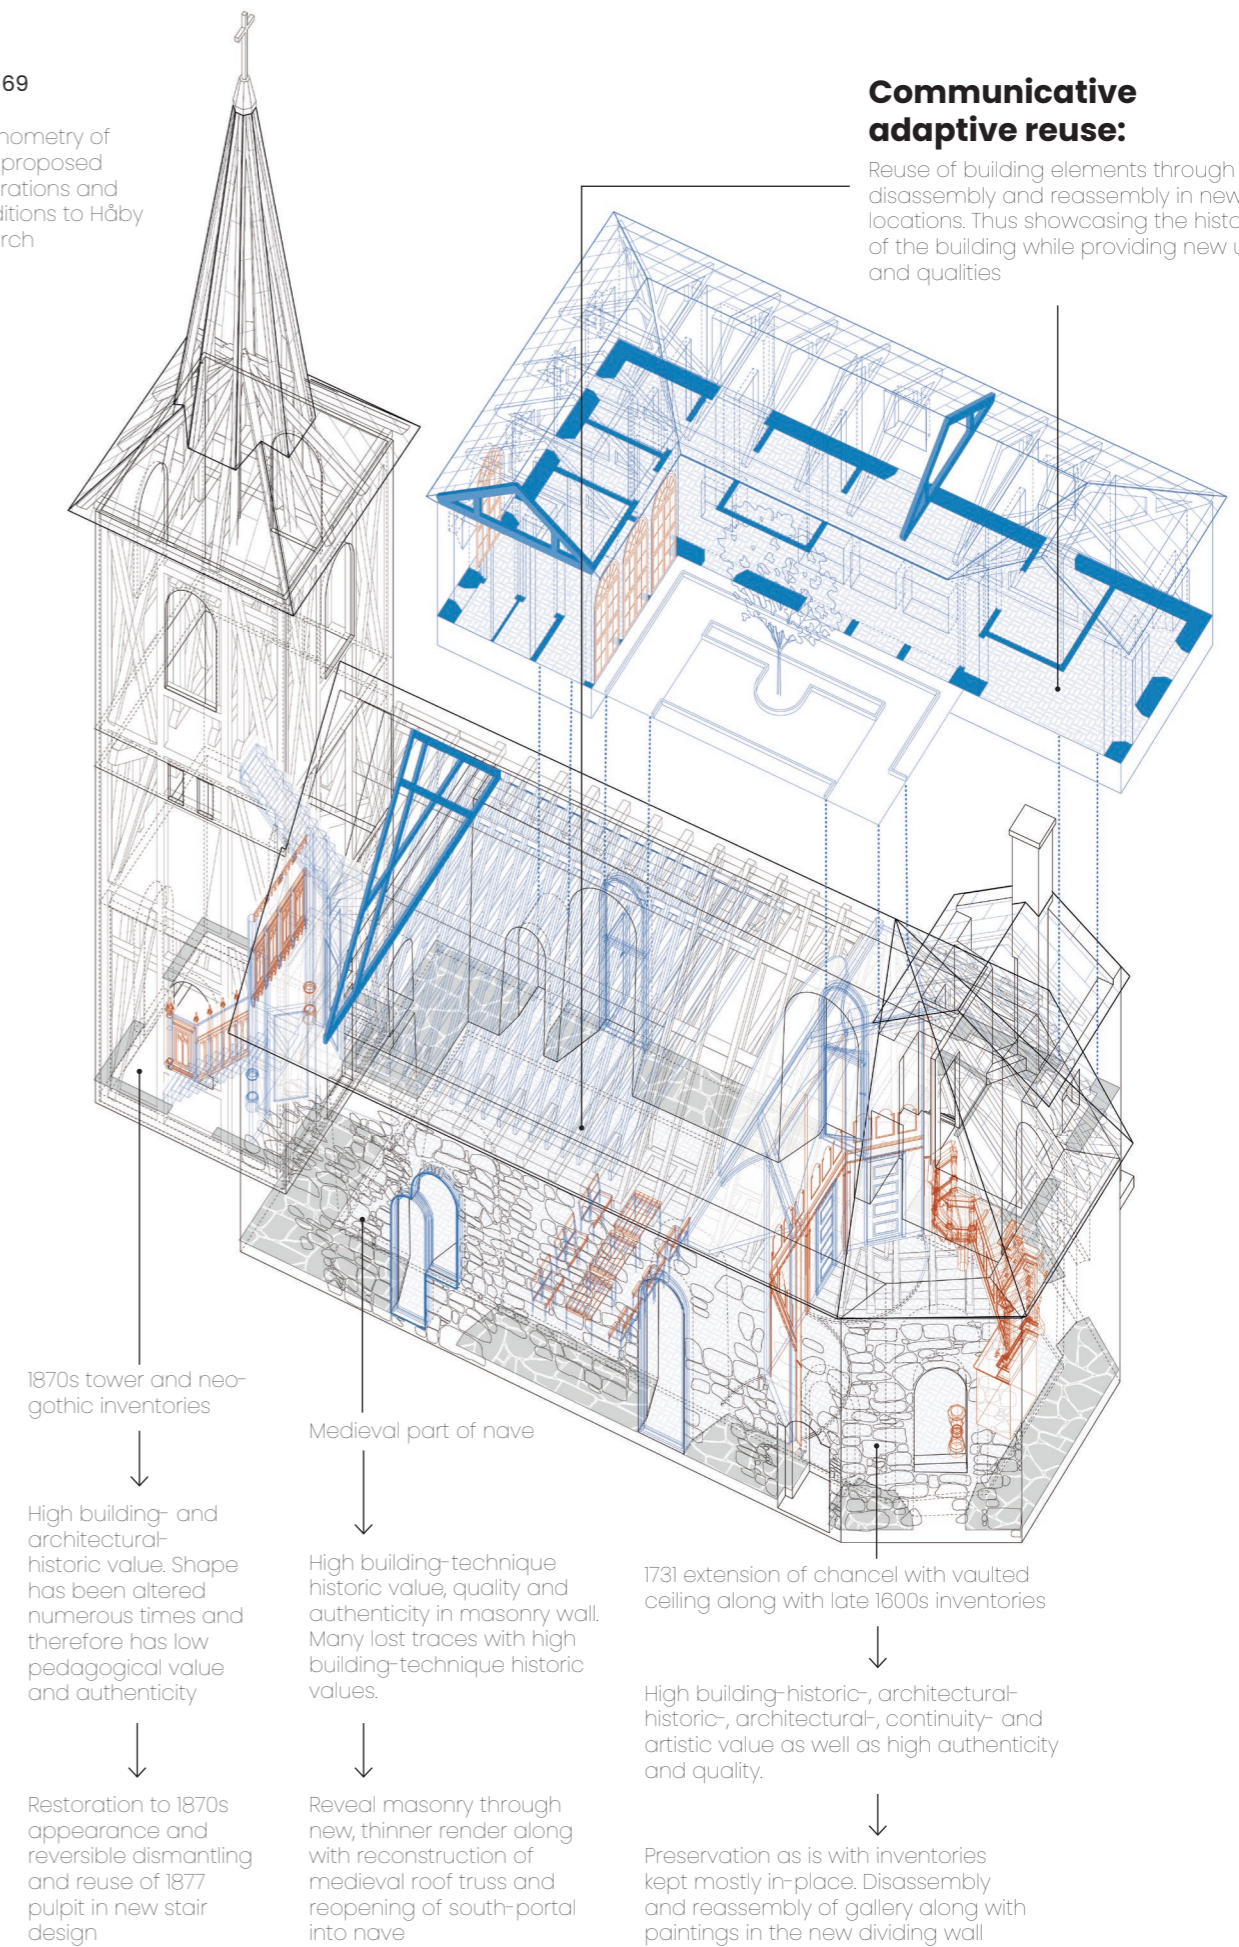 69
nometry of
proposed
rations and
ditions to Håby
rch
Communicative
adaptive reuse:
Reuse of building elements through
disassembly and reassembly in new
locations. Thus showcasing the histo
of the building while providing new u
and qualities
1870s tower and neo-
gothic inventories
High building- and
architectural-
historic value. Shape
has been altered
numerous times and
therefore has low
pedagogical value
and authenticity
Restoration to 1870s
appearance and
reversible dismantling
and reuse of 1877
pulpit in new stair
design
Medieval part of nave
High building-technique
historic value, quality and
authenticity in masonry wall.
Many lost traces with high
building-technique historic
values.
Reveal masonry through
new, thinner render along
with reconstruction of
medieval roof truss and
reopening of south-portal
into nave
1731 extension of chancel with vaulted
ceiling along with late 1600s inventories
High building-historic-, architectural-
historic-, architectural-, continuity- and
artistic value as well as high authenticity
and quality.
Preservation as is with inventories
kept mostly in-place. Disassembly
and reassembly of gallery along with
paintings in the new dividing wall